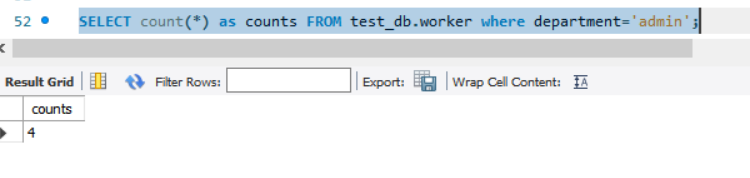 52 SELECT count(*) as counts FROM test_db.worker where department='admin';
Result Grid Filter Rows: Export: Wrap Cell Content: IA
counts
4